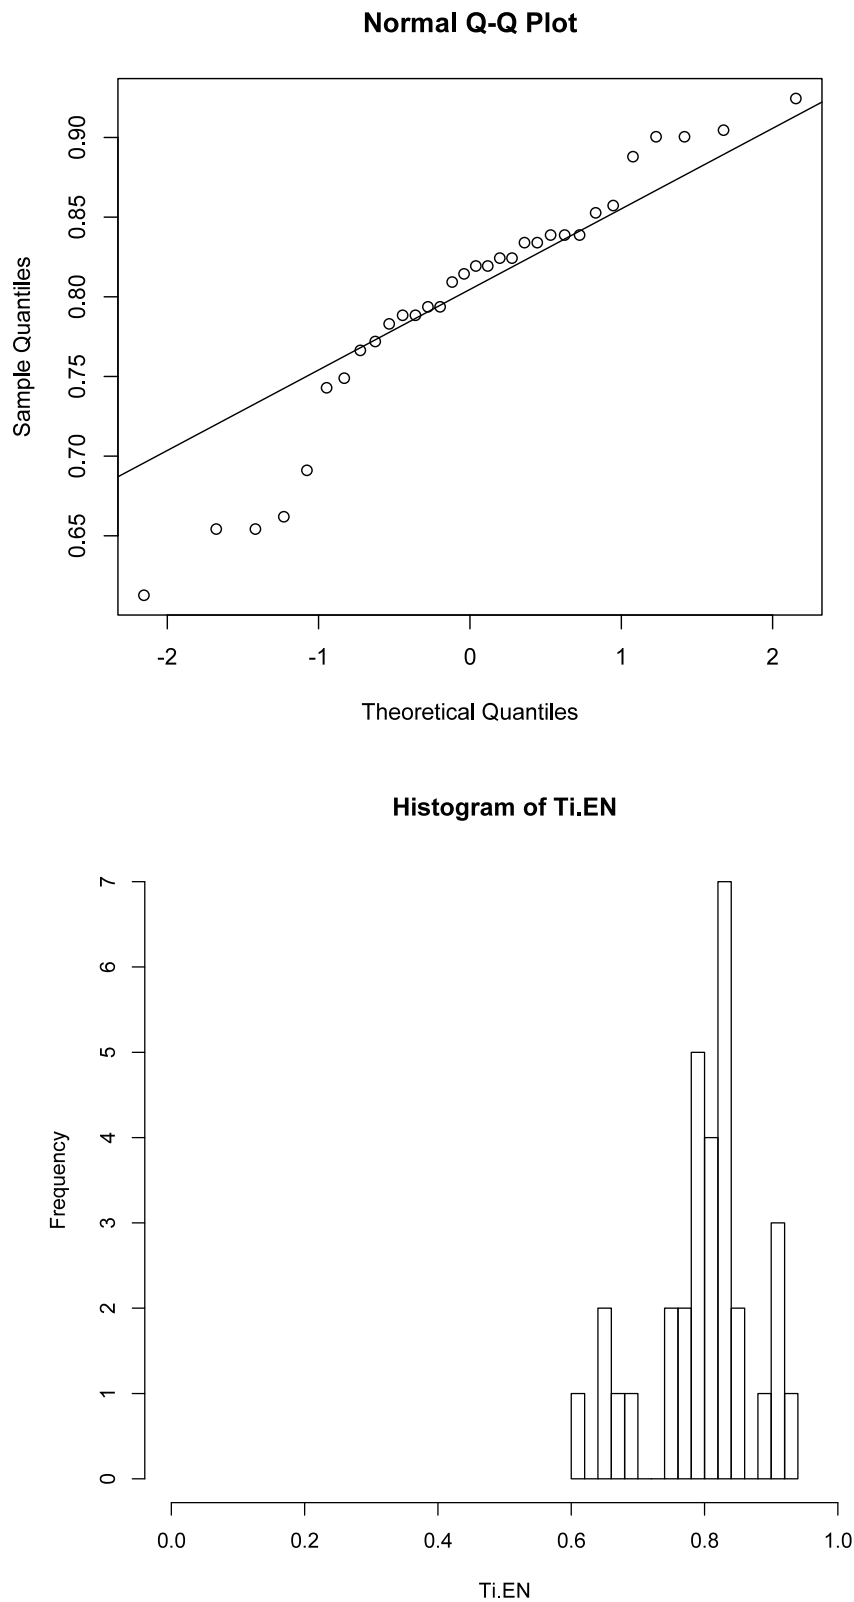 Normal Q-Q Plot
Sample Quantiles
0.90
0.85
0.80
0.75
0.70
0.65
-2 -1 0 1 2
Theoretical Quantiles
Histogram of Ti.EN
Frequency
7
6
5
4
3
2
1
0
0.0 0.2 0.4 0.6 0.8 1.0
Ti.EN